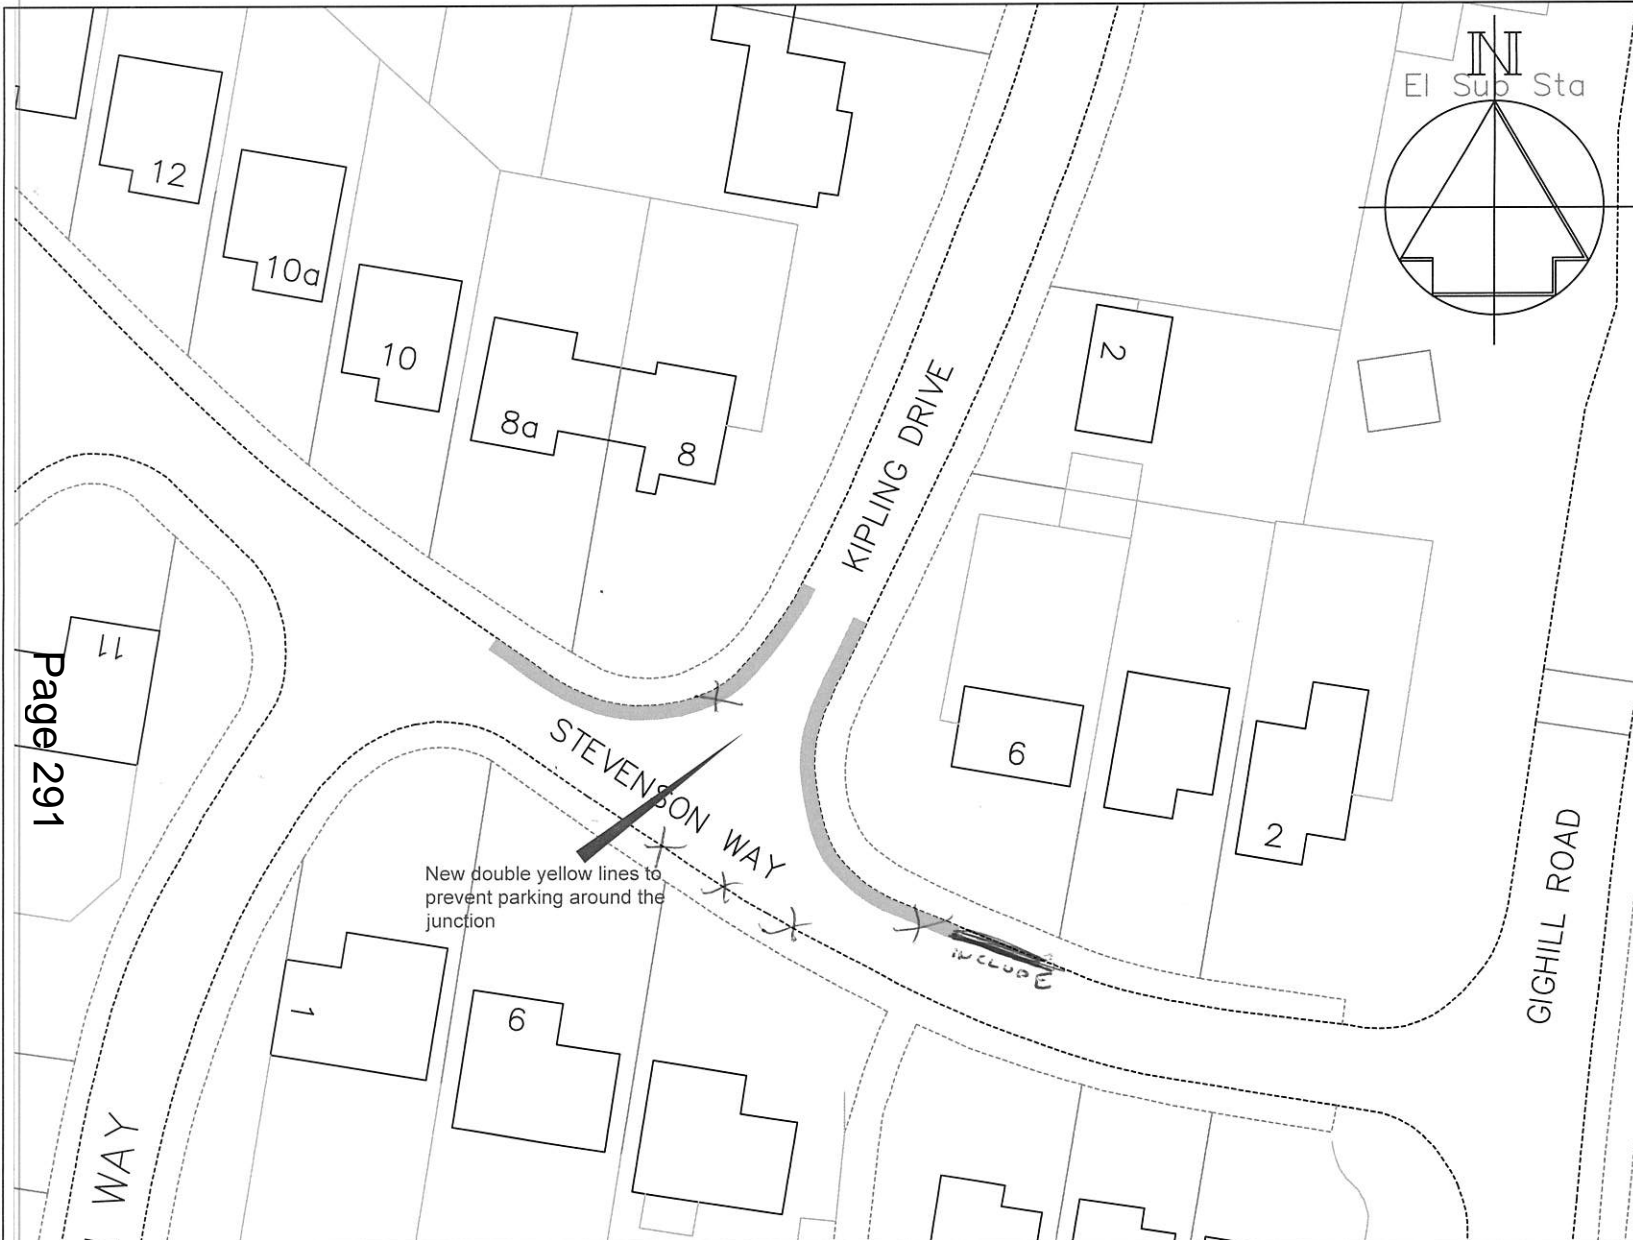 N
El Sub Sta
12
10a
10
8a
8
2
KIPLING DRIVE
11
Page 291
STEVENSON WAY
6
2
GIGHILL ROAD
New double yellow lines to
prevent parking around the
junction
INCLUDE
1
6
WAY